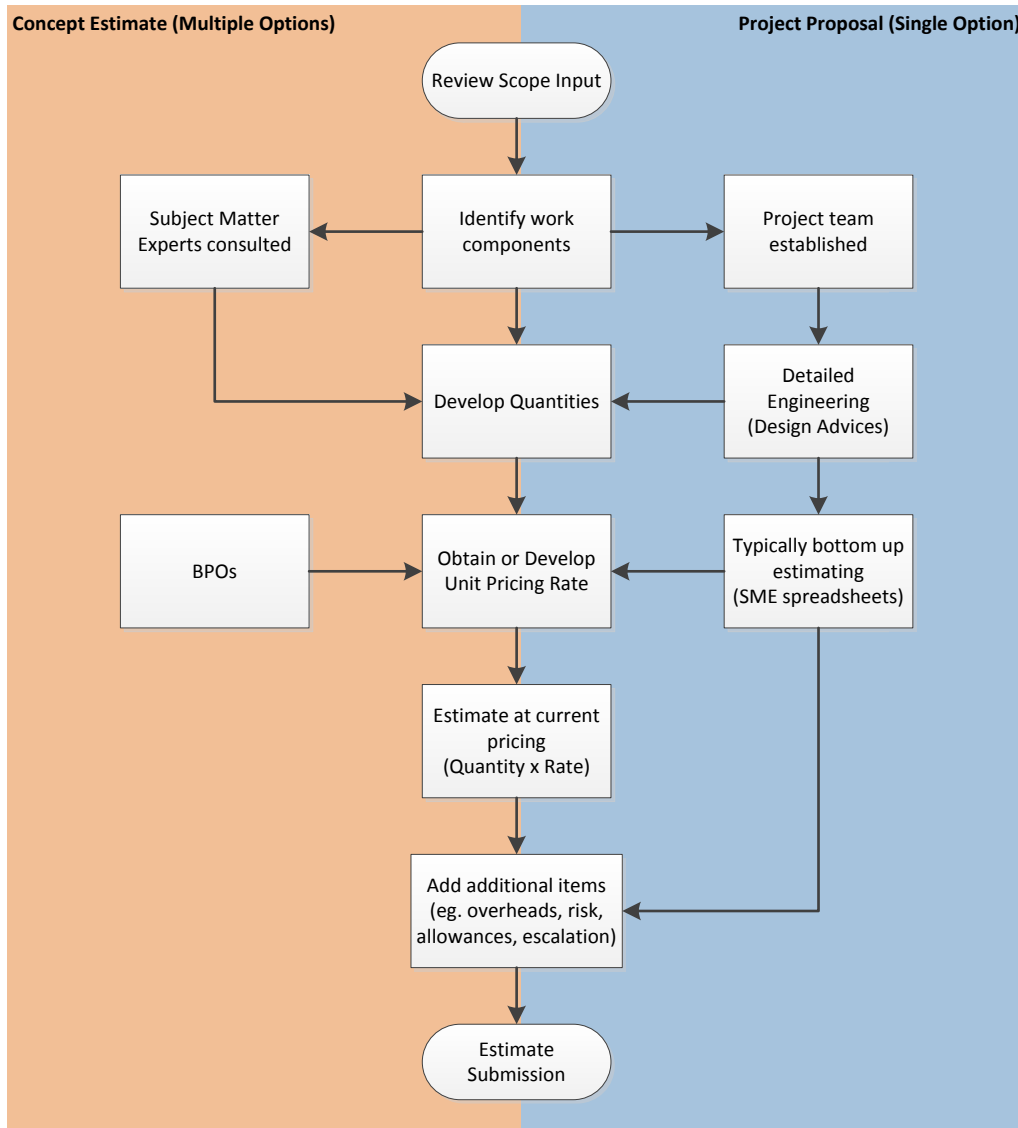 Concept Estimate (Multiple Options)
Project Proposal (Single Option)
Review Scope Input
Subject Matter
Experts consulted
Identify work
components
Project team
established
Develop Quantities
Detailed
Engineering
(Design Advices)
BPOs
Obtain or Develop
Unit Pricing Rate
Typically bottom up
estimating
(SME spreadsheets)
Estimate at current
pricing
(Quantity x Rate)
Add additional items
(eg. overheads, risk,
allowances, escalation)
Estimate
Submission